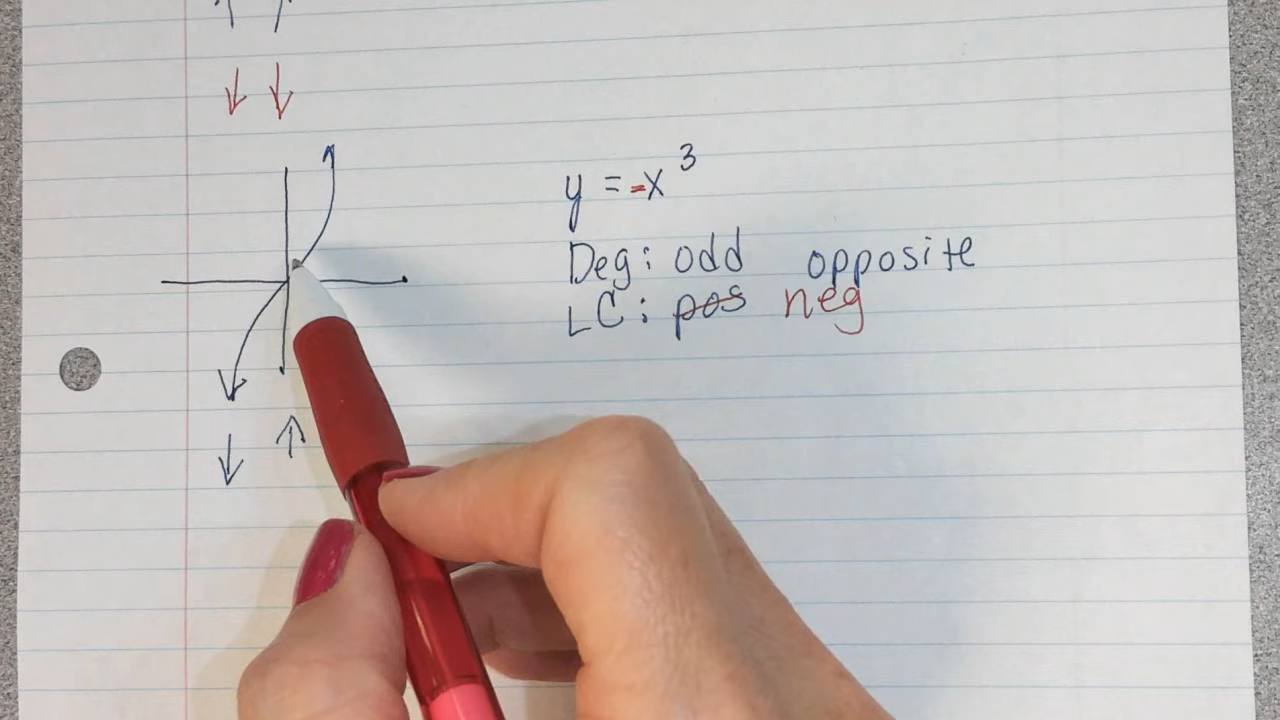 y = -x³
Deg: odd opposite
LC: pos neg